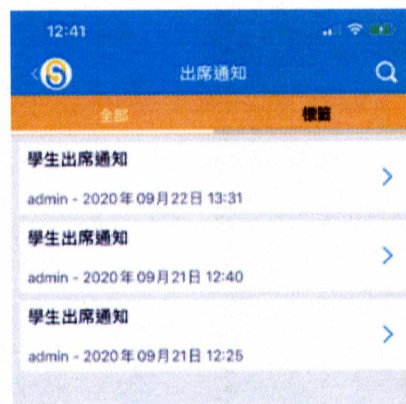 12:41
出席通知
全部 標籤
學生出席通知
admin - 2020年09月22日 13:31
學生出席通知
admin - 2020年09月21日 12:40
學生出席通知
admin - 2020年09月21日 12:25